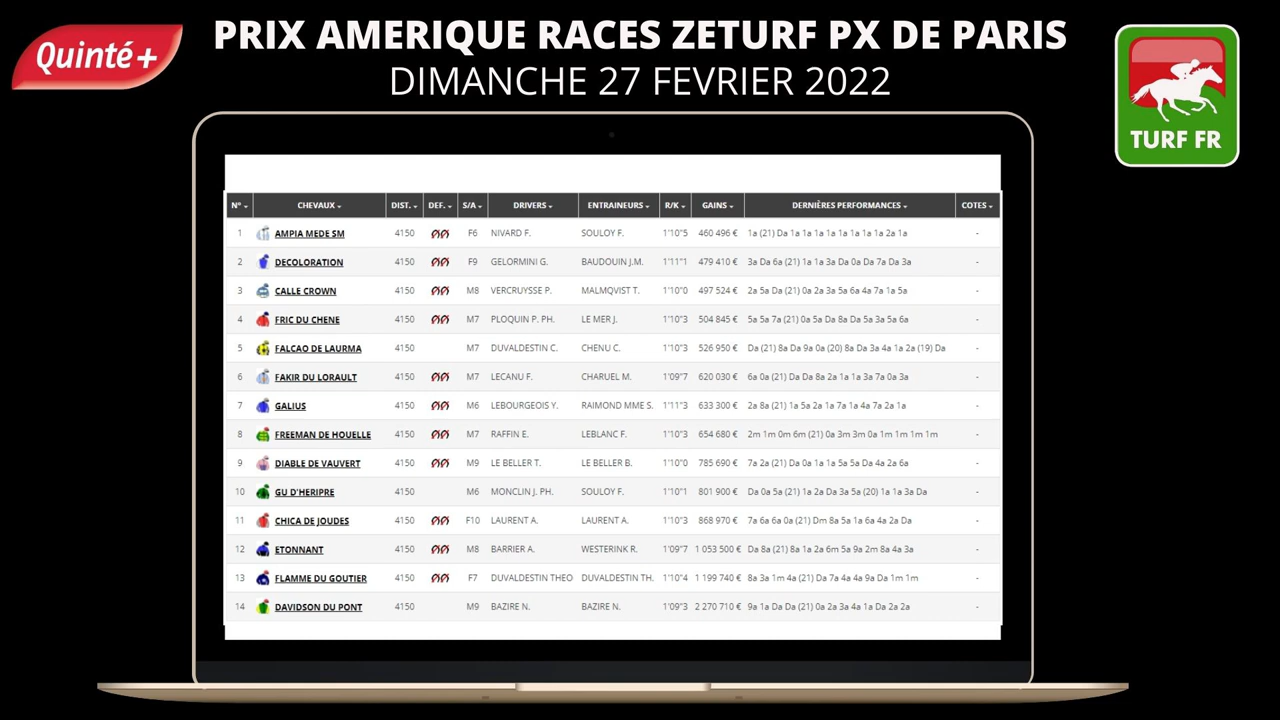 Quinté+
PRIX AMERIQUE RACES ZETURF PX DE PARIS
DIMANCHE 27 FEVRIER 2022
TURF FR
N° CHEVAUX DIST. DEF. S/A DRIVERS ENTRAINEURS R/K GAINS DERNIÈRES PERFORMANCES COTES
1 AMPIA MEDE SM 4150 F6 NIVARD F. SOULOY F. 1'10"5 460 496 € 1a (21) Da 1a 1a 1a 1a 1a 1a 1a 2a 1a -
2 DECOLORATION 4150 F9 GELORMINI G. BAUDOUIN J.M. 1'11"1 479 410 € 3a Da 6a (21) 1a 1a 3a Da 0a Da 7a Da 3a -
3 CALLE CROWN 4150 M8 VERCRUYSSE P. MALMQVIST T. 1'10"0 497 524 € 2a 5a Da (21) 0a 2a 3a 5a 6a 4a 7a 1a 5a -
4 FRIC DU CHENE 4150 M7 PLOQUIN P. PH. LE MER J. 1'10"3 504 845 € 5a 5a 7a (21) 0a 5a Da 8a Da 5a 3a 5a 6a -
5 FALCAO DE LAURMA 4150 M7 DUVALDESTIN C. CHENU C. 1'10"3 526 950 € Da (21) 8a Da 9a 0a (20) 8a Da 3a 4a 1a 2a (19) Da -
6 FAKIR DU LORAULT 4150 M7 LECANU F. CHARUEL M. 1'09"7 620 030 € 6a 0a (21) Da Da 8a 2a 1a 1a 3a 7a 0a 3a -
7 GALIUS 4150 M6 LEBOURGEOIS Y. RAIMOND MME S. 1'11"3 633 300 € 2a 8a (21) 1a 5a 2a 1a 7a 1a 4a 7a 2a 1a -
8 FREEMAN DE HOUELLE 4150 M7 RAFFIN E. LEBLANC F. 1'10"3 654 680 € 2m 1m 0m 6m (21) 0a 3m 3m 0a 1m 1m 1m 1m -
9 DIABLE DE VAUVERT 4150 M9 LE BELLER T. LE BELLER B. 1'10"0 785 690 € 7a 2a (21) Da 0a 1a 1a 5a 5a Da 4a 2a 6a -
10 GU D'HERIPRE 4150 M6 MONCLIN J. PH. SOULOY F. 1'10"1 801 900 € Da 0a 5a (21) 1a 2a Da 3a 5a (20) 1a 1a 3a Da -
11 CHICA DE JOUDES 4150 F10 LAURENT A. LAURENT A. 1'10"3 868 970 € 7a 6a 6a 0a (21) Dm 8a 5a 1a 6a 4a 2a Da -
12 ETONNANT 4150 M8 BARRIER A. WESTERINK R. 1'09"7 1 053 500 € Da 8a (21) 8a 1a 2a 6m 5a 9a 2m 8a 4a 3a -
13 FLAMME DU GOUTIER 4150 F7 DUVALDESTIN THEO DUVALDESTIN TH. 1'10"4 1 199 740 € 8a 3a 1m 4a (21) Da 7a 4a 4a 9a Da 1m 1m -
14 DAVIDSON DU PONT 4150 M9 BAZIRE N. BAZIRE N. 1'09"3 2 270 710 € 9a 1a Da Da (21) 0a 2a 3a 4a 1a Da 2a 2a -